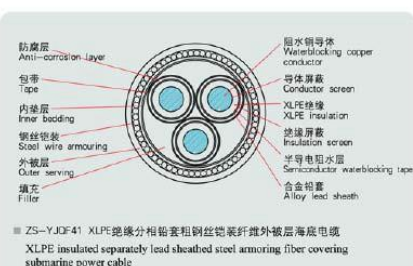 防腐层
Anti-corrosion layer
包带
Tape
内垫层
Inner bedding
钢丝铠装
Steel wire armouring
外被层
Outer serving
填充
Filler
阻水铜导体
Waterblocking copper
conductor
导体屏蔽
Conductor screen
XLPE绝缘
XLPE insulation
绝缘屏蔽
Insulation screen
半导电阻水层
Semiconductor waterblocking tape
合金铅套
Alloy lead sheath
ZS-YJQF41 XLPE绝缘分相铅套粗钢丝铠装纤维外被层海底电缆
XLPE insulated separately lead sheathed steel armoring fiber covering
submarine power cable